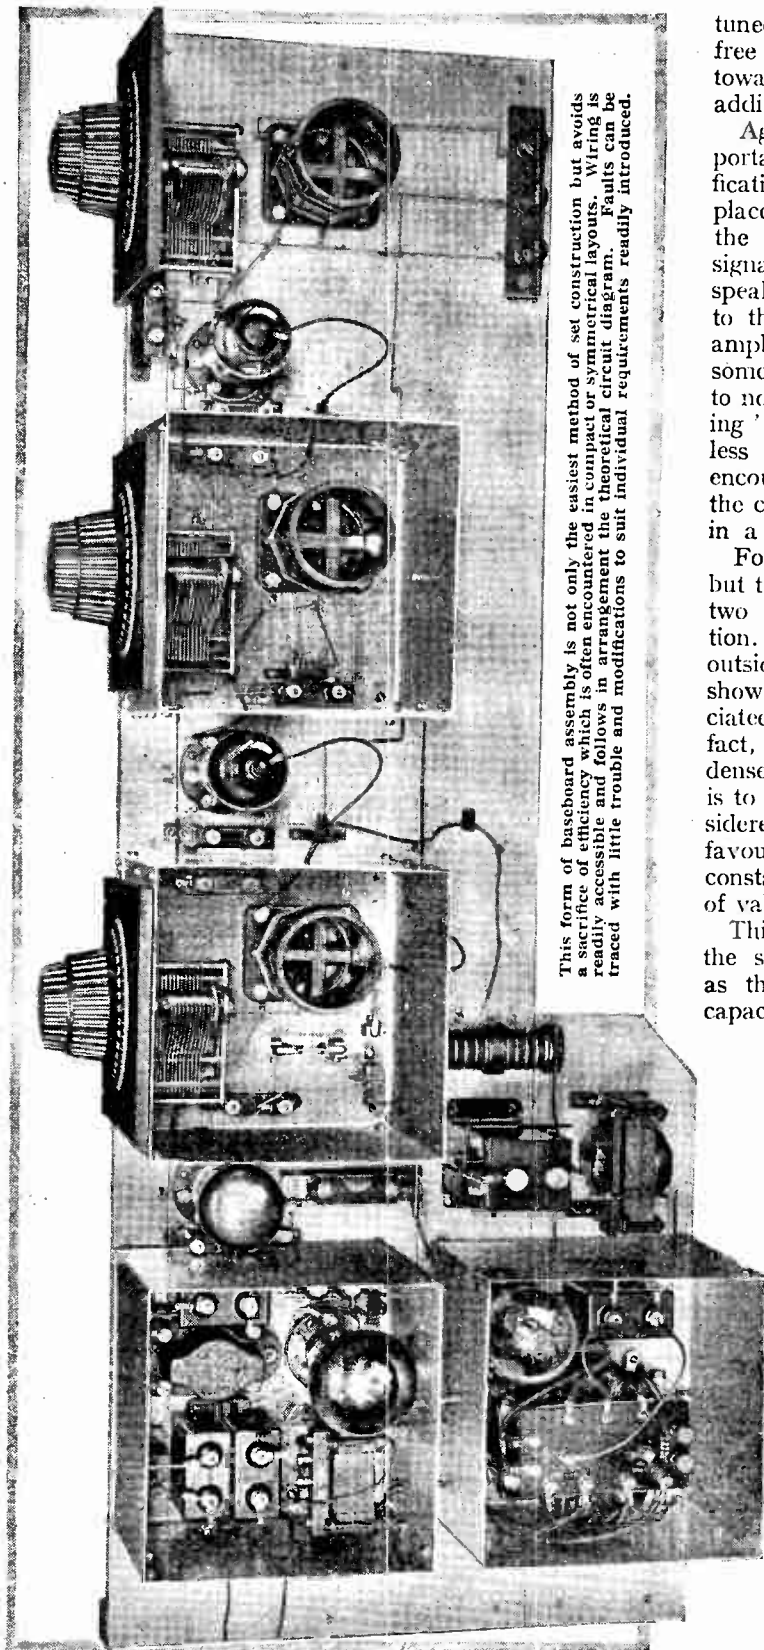 This form of baseboard assembly is not only the easiest method of set construction but avoids
a sacrifice of efficiency which is often encountered in compact or symmetrical layouts. Wiring is
readily accessible and follows in arrangement the theoretical circuit diagram. Faults can be
traced with little trouble and modifications to suit individual requirements readily introduced.
tuned
free
towa
addi
Ag
porta
ficati
place
the
signa
speak
to th
ampl
some
to no
ing '
less
encou
the c
in a
Fo
but t
two
tion.
outsid
show
ciated
fact,
dense
is to
sidere
favou
consta
of va
Thi
the s
as th
capac